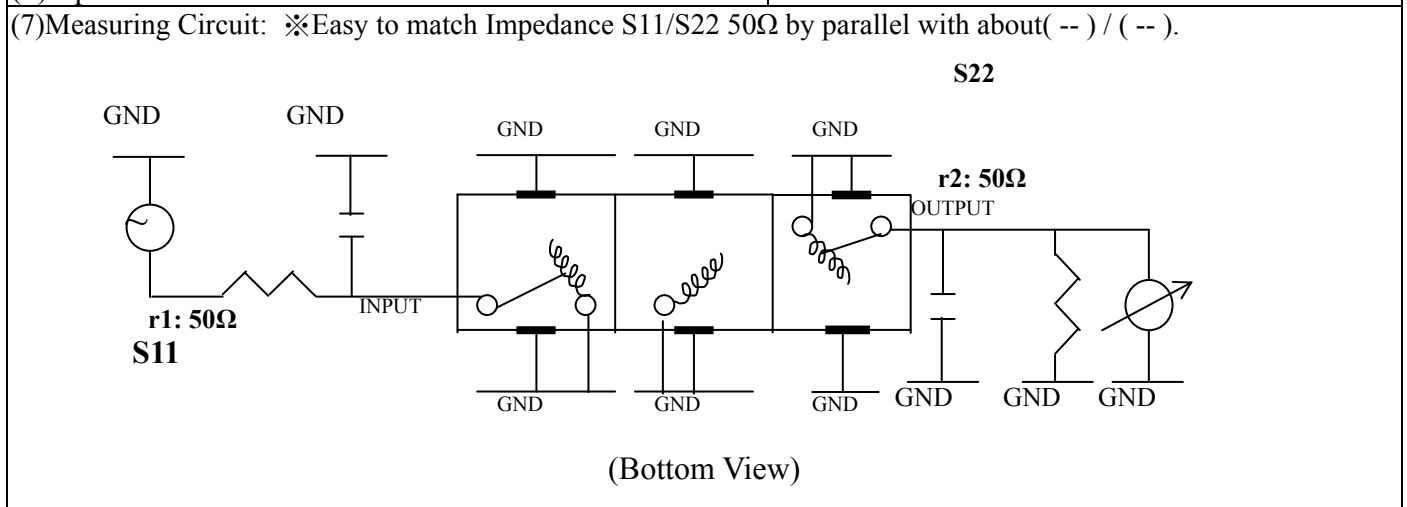 (7)Measuring Circuit: ※Easy to match Impedance S11/S22 50Ω by parallel with about( -- ) / ( -- ).
S22
GND GND GND GND GND
r2: 50Ω
OUTPUT
INPUT
r1: 50Ω
S11
GND GND GND GND GND GND
(Bottom View)